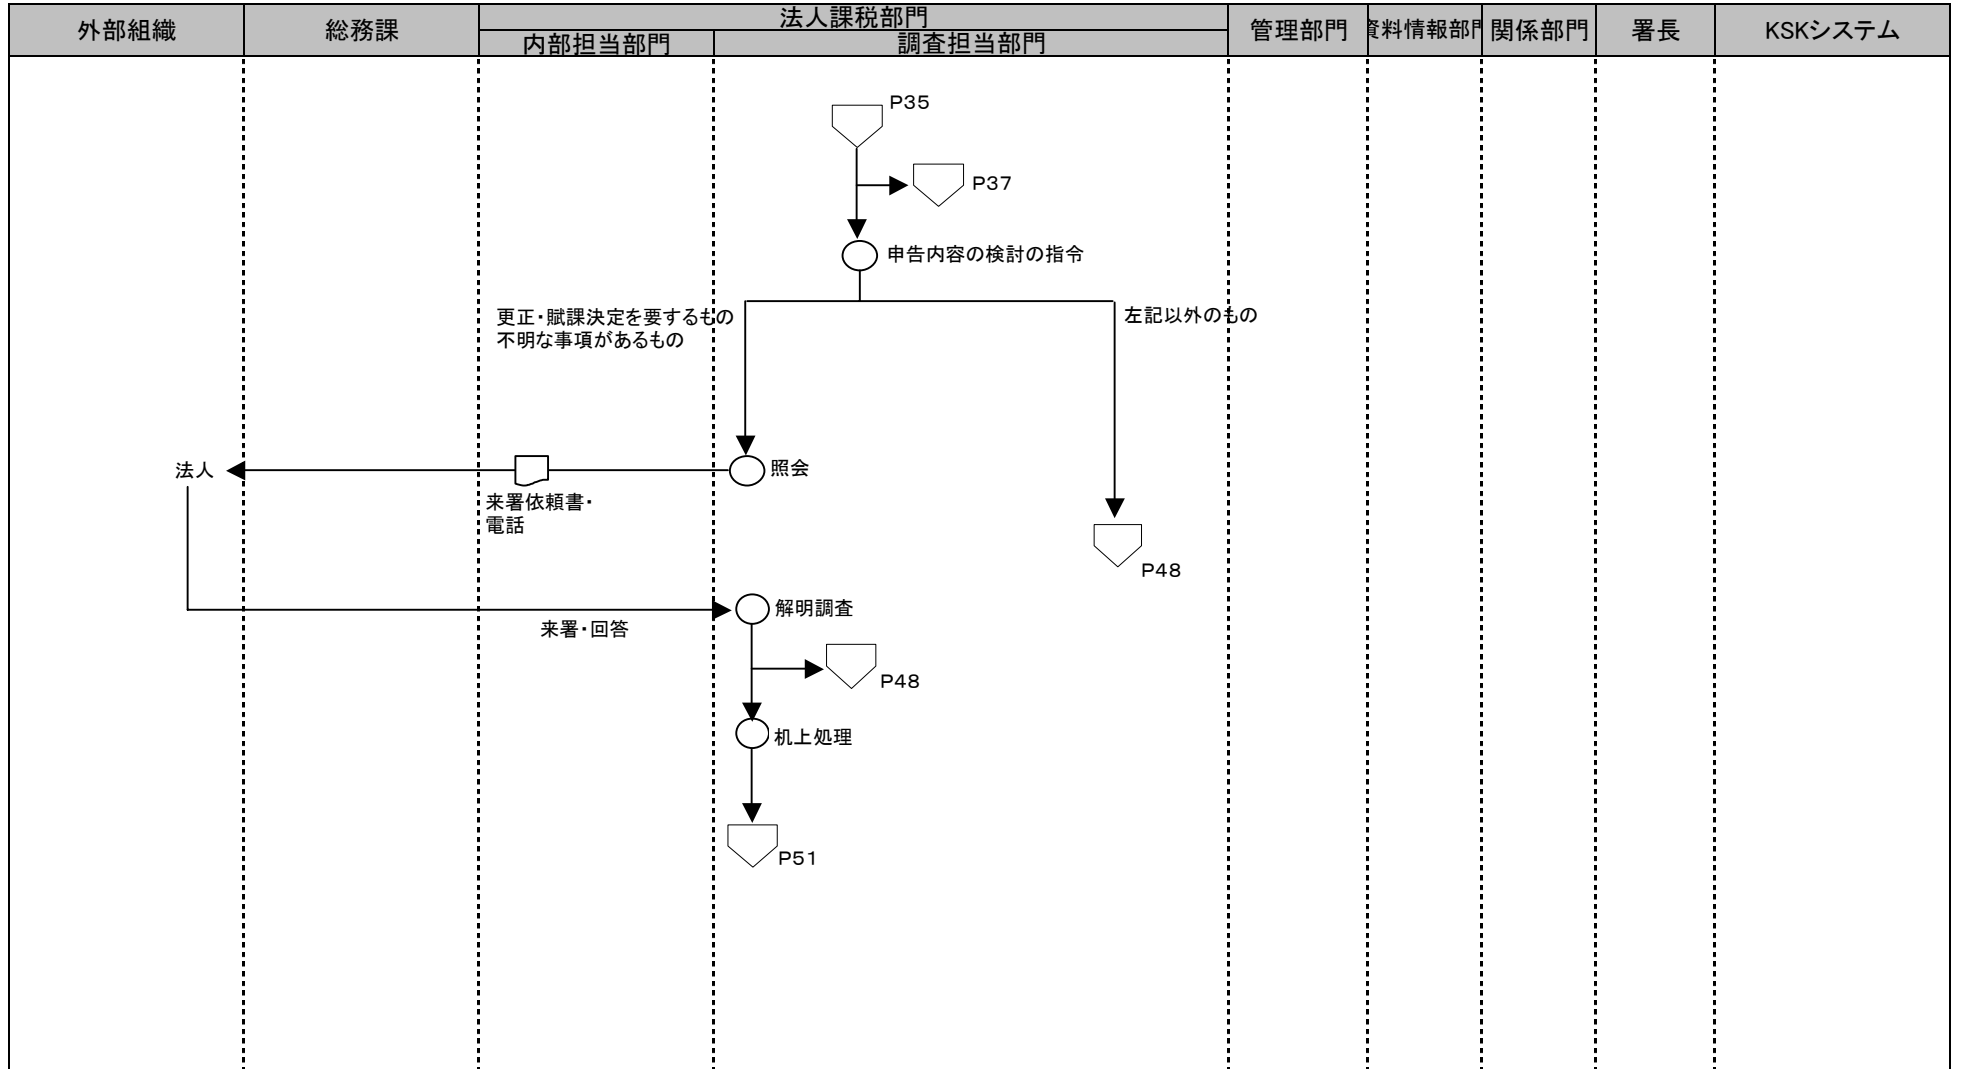 外部組織
総務課
法人課税部門
内部担当部門
調査担当部門
管理部門
資料情報部門
関係部門
署長
KSKシステム
P35
P37
申告内容の検討の指令
更正・賦課決定を要するもの
不明な事項があるもの
左記以外のもの
法人
照会
来署依頼書・
電話
P48
解明調査
来署・回答
P48
机上処理
P51